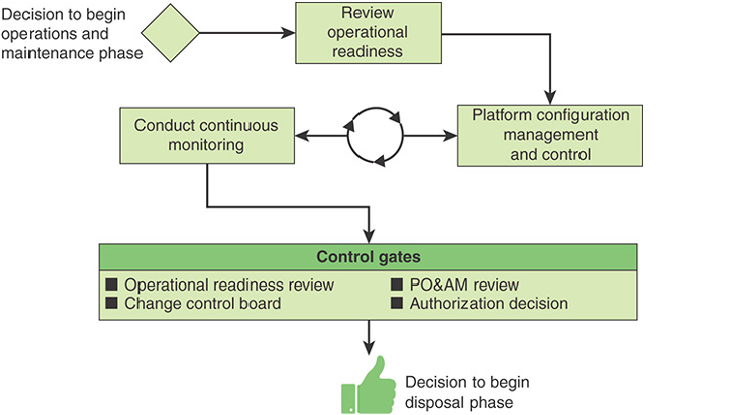 Decision to begin
operations and
maintenance phase
Review
operational
readiness
Conduct continuous
monitoring
Platform configuration
management
and control
Control gates
Operational readiness review
PO&AM review
Change control board
Authorization decision
Decision to begin
disposal phase